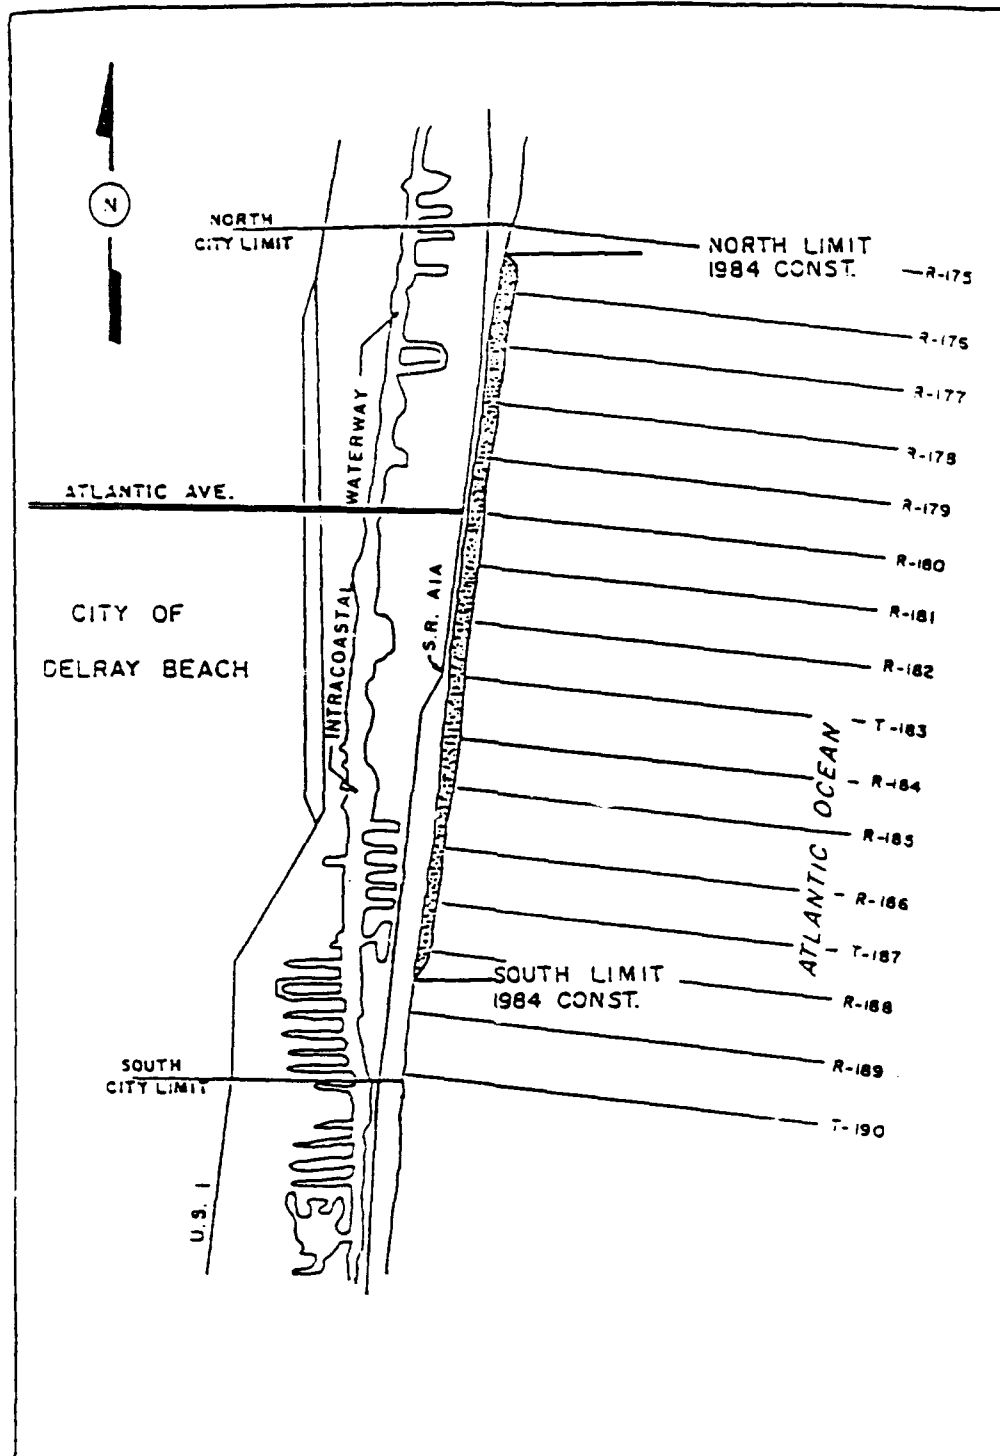 N
NORTH
CITY LIMIT
NORTH LIMIT
1984 CONST.
R-175
R-176
R-177
R-178
WATERWAY
ATLANTIC AVE.
R-179
R-180
CITY OF
DELRAY BEACH
INTRACOASTAL
S.R. A1A
R-181
R-182
T-183
R-184
ATLANTIC OCEAN
R-185
R-186
T-187
SOUTH LIMIT
1984 CONST.
R-188
SOUTH
CITY LIMIT
R-189
T-190
U.S. 1